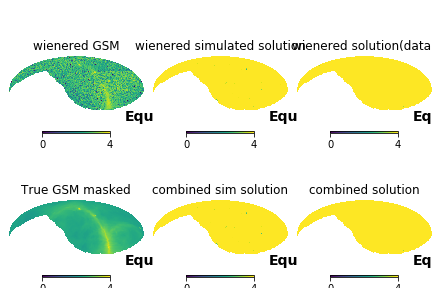 wienered GSM wienered simulated solution wienered solution(data
Equ Equ Eq
0 4 0 4 0 4
True GSM masked combined sim solution combined solution
Equ Equ Eq
0 4 0 4 0 4